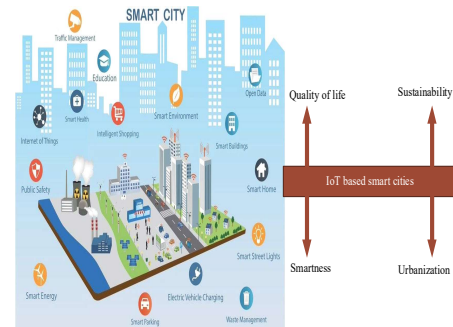 SMART CITY
Traffic Management
Education
Open Data
Smart Health
Smart Environment
Internet of Things
Intelligent Shopping
Smart Buildings
Public Safety
Smart Home
Smart Street Lights
Smart Energy
Electric Vehicle Charging
Smart Parking
Waste Management
Quality of life
Sustainability
IoT based smart cities
Smartness
Urbanization